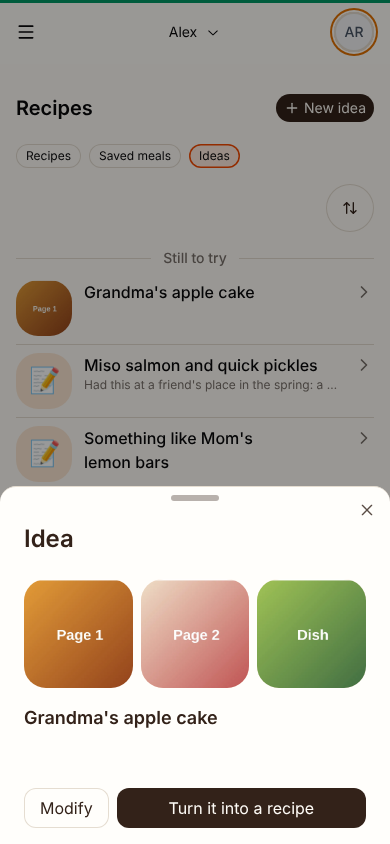 Alex
AR
Recipes
+ New idea
Recipes
Saved meals
Ideas
Still to try
Page 1
Grandma's apple cake
Miso salmon and quick pickles
Had this at a friend's place in the spring: a ...
Something like Mom's
lemon bars
Idea
Page 1
Page 2
Dish
Grandma's apple cake
Modify
Turn it into a recipe